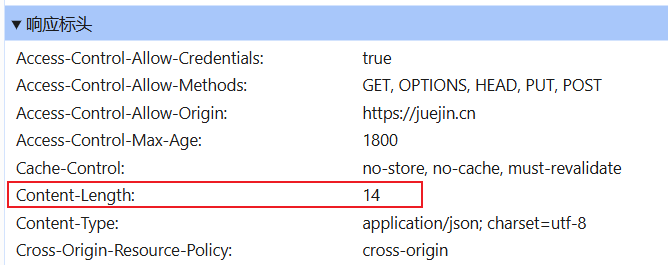 ▼响应标头
Access-Control-Allow-Credentials: true
Access-Control-Allow-Methods: GET, OPTIONS, HEAD, PUT, POST
Access-Control-Allow-Origin: https://juejin.cn
Access-Control-Max-Age: 1800
Cache-Control: no-store, no-cache, must-revalidate
Content-Length: 14
Content-Type: application/json; charset=utf-8
Cross-Origin-Resource-Policy: cross-origin